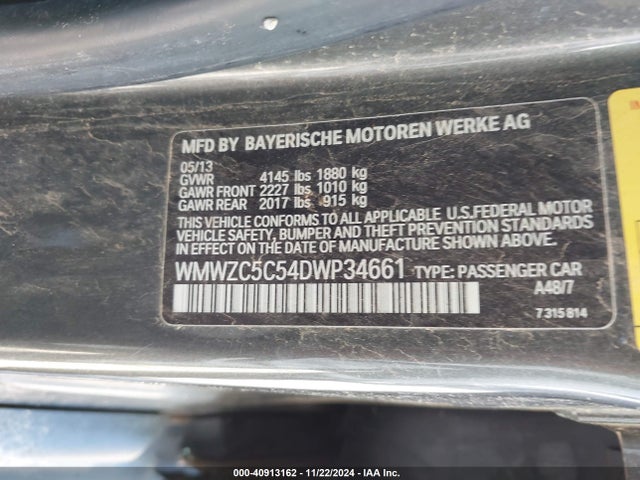 MFD BY BAYERISCHE MOTOREN WERKE AG
05/13
GVWR 4145 lbs 1880 kg
GAWR FRONT 2227 lbs 1010 kg
GAWR REAR 2017 lbs 915 kg
THIS VEHICLE CONFORMS TO ALL APPLICABLE U.S.FEDERAL MOTOR
VEHICLE SAFETY, BUMPER AND THEFT PREVENTION STANDARDS
IN EFFECT ON THE DATE OF MANUFACTURE SHOWN ABOVE.
WMWZC5C54DWP34661 TYPE: PASSENGER CAR
A48/7
7 315 814
000-40913162 - 11/22/2024 - IAA Inc.